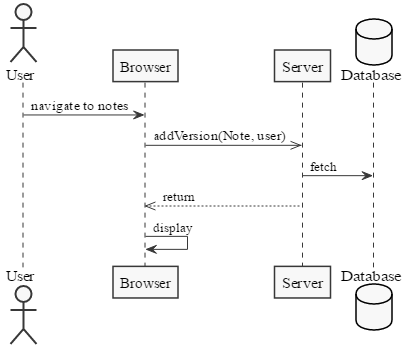 User
Browser
Server
Database
navigate to notes
addVersion(Note, user)
fetch
return
display
User
Browser
Server
Database